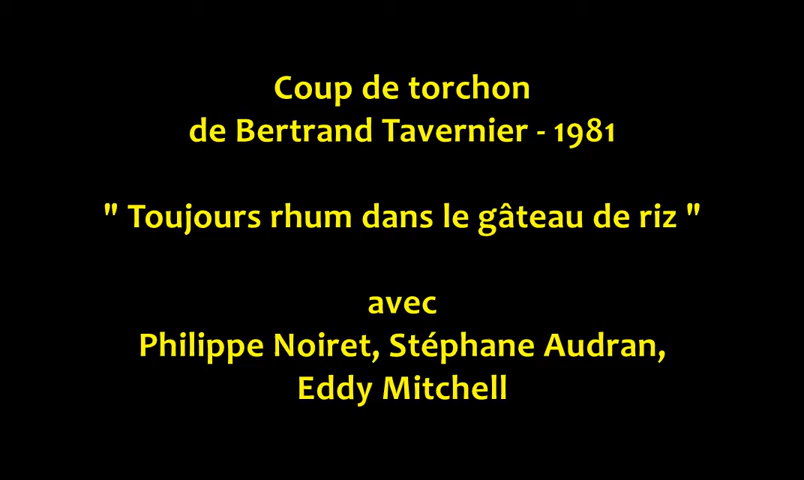 Coup de torchon
de Bertrand Tavernier - 1981
" Toujours rhum dans le gâteau de riz "
avec
Philippe Noiret, Stéphane Audran,
Eddy Mitchell